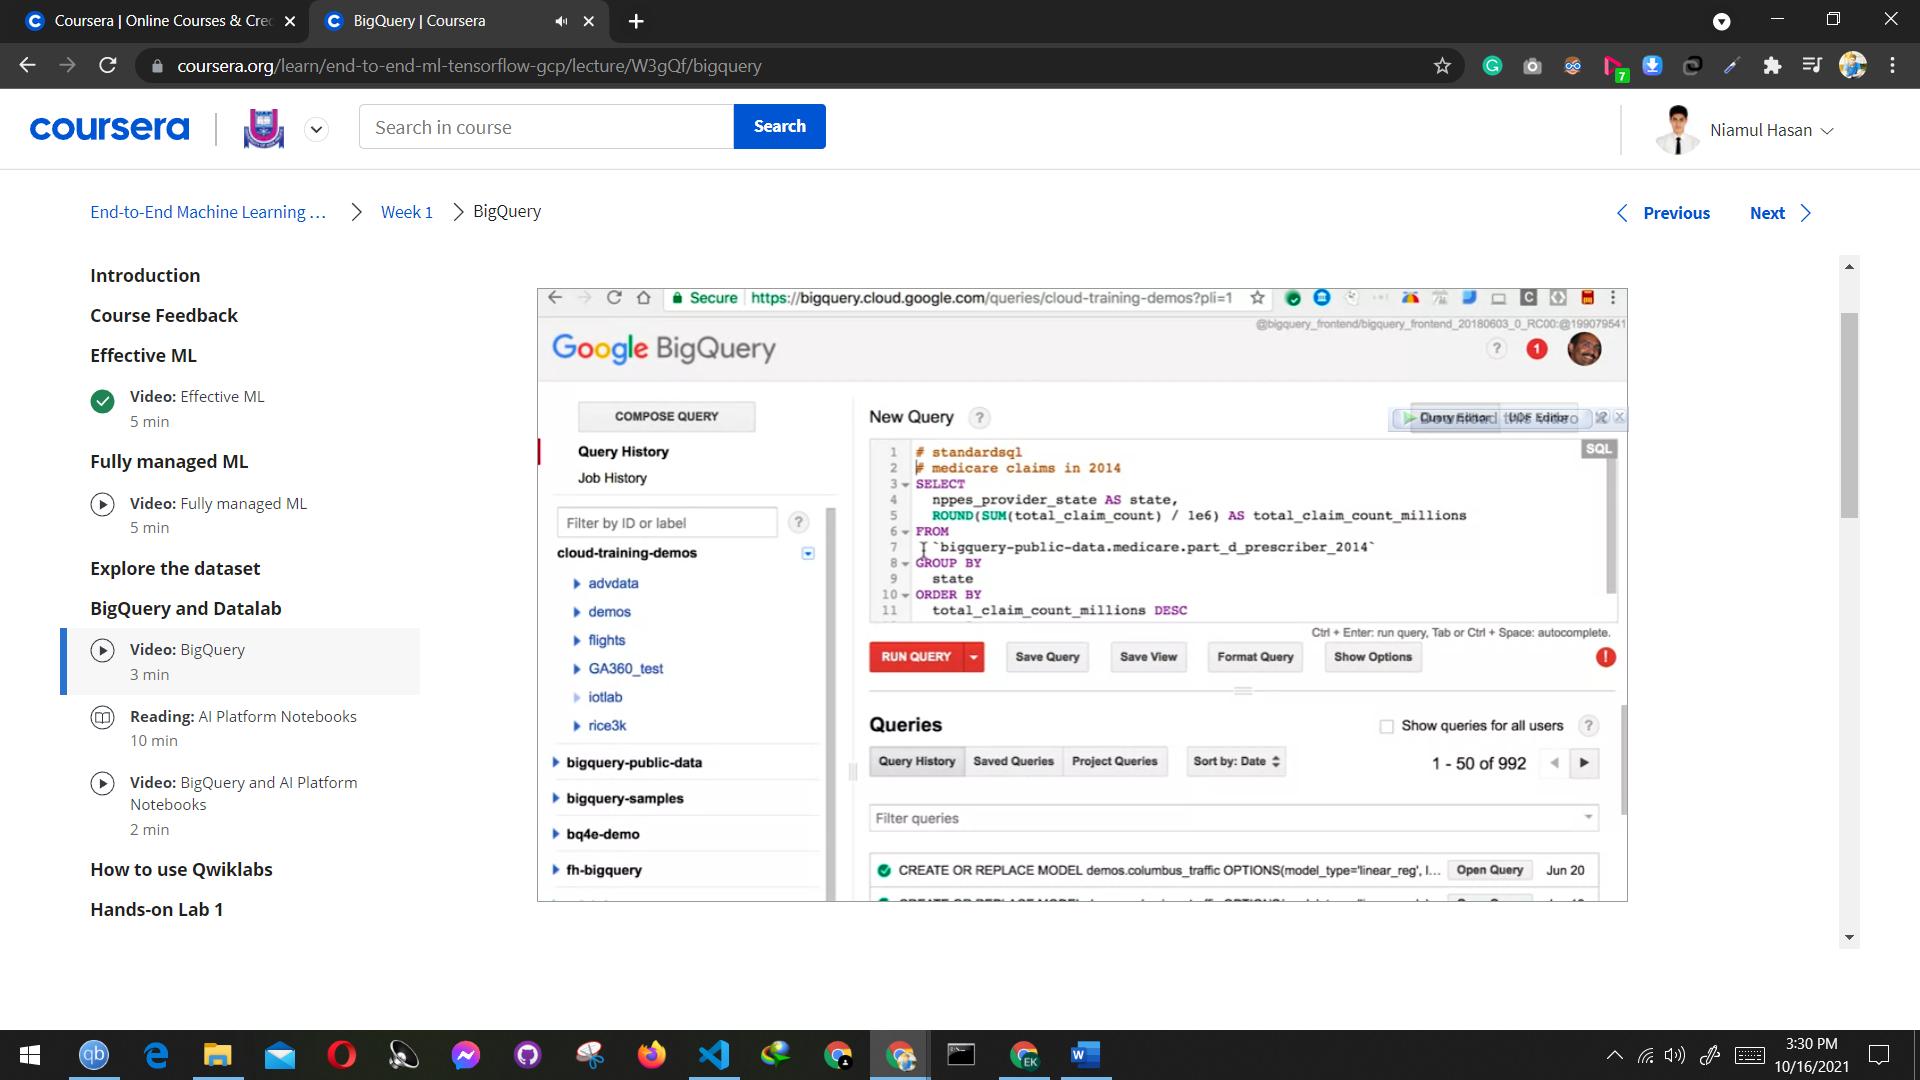 Coursera | Online Courses & Cre
BigQuery | Coursera
coursera.org/learn/end-to-end-ml-tensorflow-gcp/lecture/W3gQf/bigquery
7
coursera
Search in course
Search
Niamul Hasan
End-to-End Machine Learning ...
Week 1
BigQuery
Previous
Next
Introduction
Course Feedback
Effective ML
Video: Effective ML
5 min
Fully managed ML
Video: Fully managed ML
5 min
Explore the dataset
BigQuery and Datalab
Video: BigQuery
3 min
Reading: AI Platform Notebooks
10 min
Video: BigQuery and AI Platform
Notebooks
2 min
How to use Qwiklabs
Hands-on Lab 1
Secure
https://bigquery.cloud.google.com/queries/cloud-training-demos?pli=1
@bigquery_frontend/bigquery_frontend_20180603_0_RC00:@199079541
Google BigQuery
?
1
COMPOSE QUERY
Query History
Job History
Filter by ID or label
?
cloud-training-demos
advdata
demos
flights
GA360_test
iotlab
rice3k
bigquery-public-data
bigquery-samples
bq4e-demo
fh-bigquery
New Query
?
Query Editor
UDF Editor
SQL
1 # standardsql
2 # medicare claims in 2014
3 SELECT
4 nppes_provider_state AS state,
5 ROUND(SUM(total_claim_count) / 1e6) AS total_claim_count_millions
6 FROM
7 `bigquery-public-data.medicare.part_d_prescriber_2014`
8 GROUP BY
9 state
10 ORDER BY
11 total_claim_count_millions DESC
Ctrl + Enter: run query, Tab or Ctrl + Space: autocomplete.
RUN QUERY
Save Query
Save View
Format Query
Show Options
Queries
Show queries for all users
?
Query History
Saved Queries
Project Queries
Sort by: Date
1 - 50 of 992
Filter queries
CREATE OR REPLACE MODEL demos.columbus_traffic OPTIONS(model_type='linear_reg', l...
Open Query
Jun 20
qb
EK
3:30 PM
10/16/2021